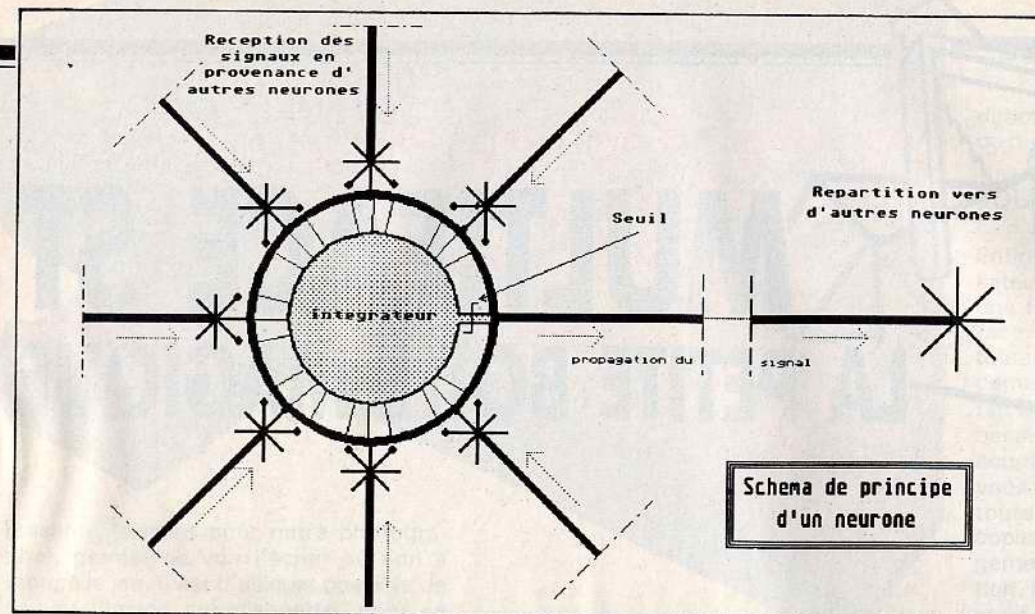 Reception des
signaux en
provenance d'
autres neurones
Repartition vers
d'autres neurones
Seuil
intégrateur
propagation du
signal
Schema de principe
d'un neurone